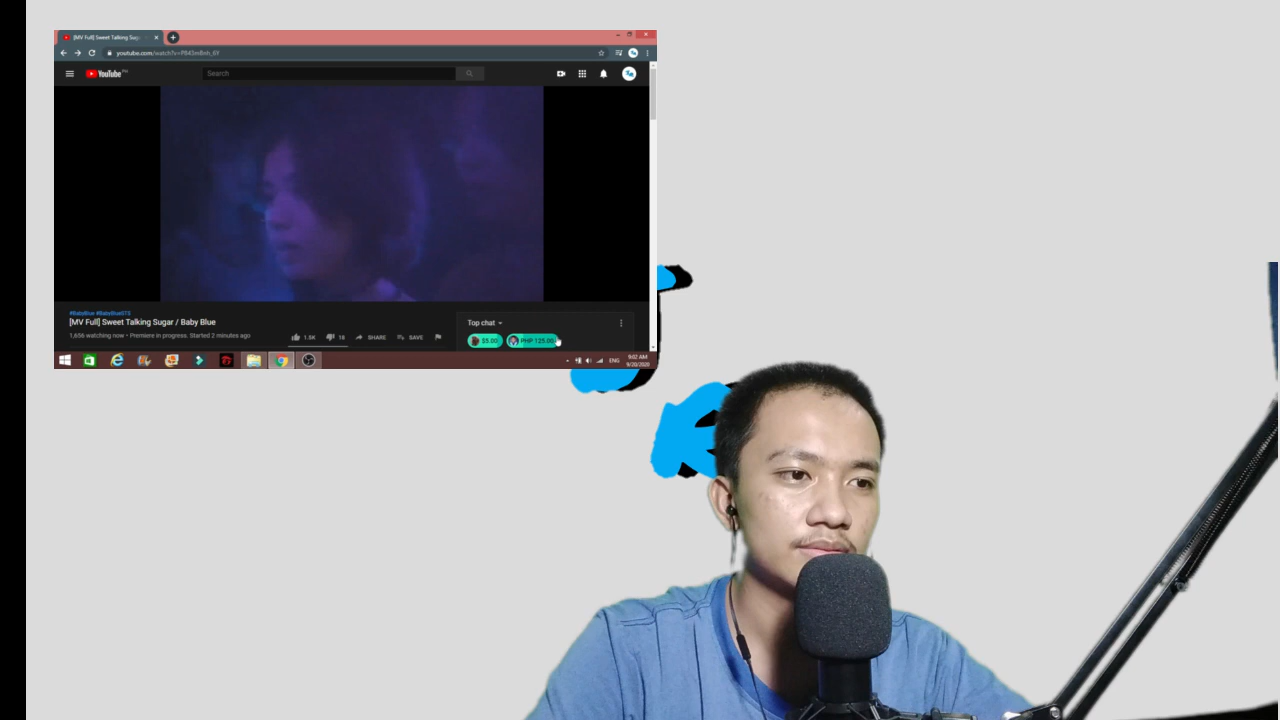 [MV Full] Sweet Talking Sug
youtube.com/watch?v=P843m8nh_6Y
YouTube PH
Search
#BabyBlue #BabyBlueSTS
[MV Full] Sweet Talking Sugar / Baby Blue
1,656 watching now • Premiere in progress. Started 2 minutes ago
1.5K
16
SHARE
SAVE
Top chat
$5.00
PHP 125.00
ENG
9:02 AM
9/20/2020